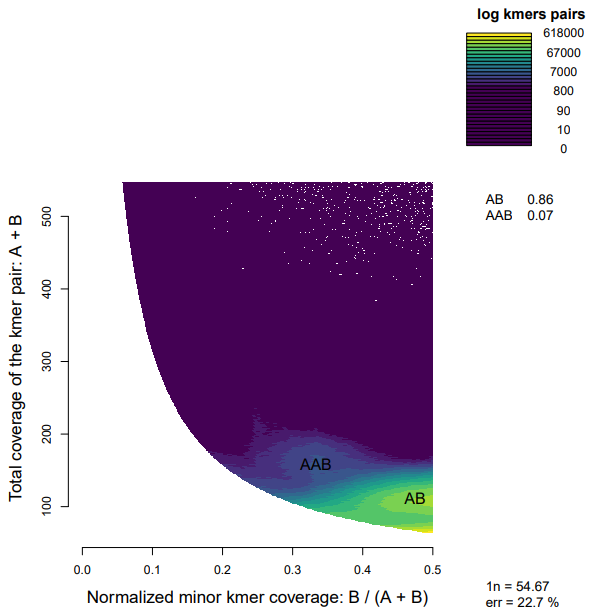 log kmers pairs
618000
67000
7000
800
90
10
0
AB 0.86
AAB 0.07
Total coverage of the kmer pair: A + B
500
400
300
200
100
AAB
AB
0.0 0.1 0.2 0.3 0.4 0.5
Normalized minor kmer coverage: B / (A + B)
1n = 54.67
err = 22.7 %